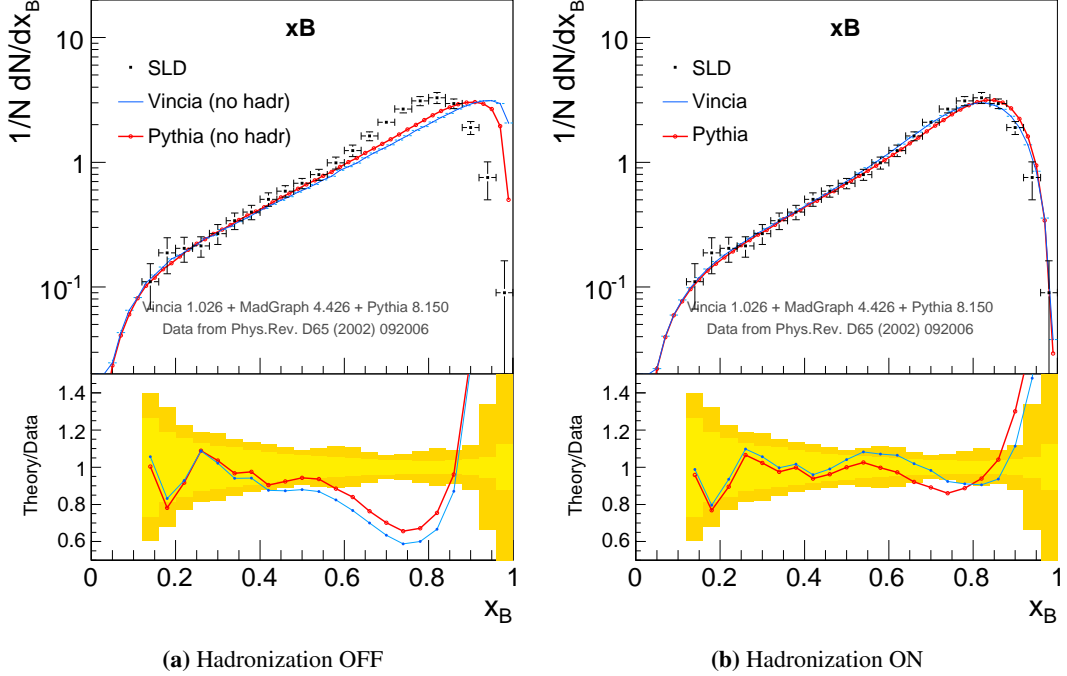 xB
1/N dN/dx_B
10
1
10^-1
SLD
Vincia (no hadr)
Pythia (no hadr)
Vincia 1.026 + MadGraph 4.426 + Pythia 8.150
Data from Phys.Rev. D65 (2002) 092006
Theory/Data
1.4
1.2
1
0.8
0.6
0 0.2 0.4 0.6 0.8 1
x_B
(a) Hadronization OFF
xB
1/N dN/dx_B
10
1
10^-1
SLD
Vincia
Pythia
Vincia 1.026 + MadGraph 4.426 + Pythia 8.150
Data from Phys.Rev. D65 (2002) 092006
Theory/Data
1.4
1.2
1
0.8
0.6
0 0.2 0.4 0.6 0.8 1
x_B
(b) Hadronization ON